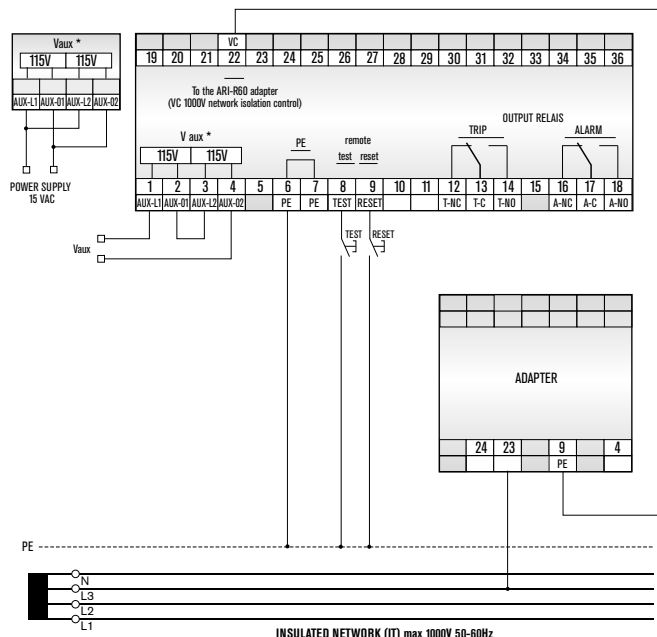 Vaux *
115V 115V
AUX-L1 AUX-01 AUX-L2 AUX-02
POWER SUPPLY
15 VAC
VC
19 20 21 22 23 24 25 26 27 28 29 30 31 32 33 34 35 36
To the ARI-R60 adapter
(VC 1000V network isolation control)
OUTPUT RELAIS
TRIP ALARM
V aux *
115V 115V
PE
remote
test reset
1 2 3 4 5 6 7 8 9 10 11 12 13 14 15 16 17 18
AUX-L1 AUX-01 AUX-L2 AUX-02 PE PE TEST RESET T-NC T-C T-NO A-NC A-C A-NO
Vaux
TEST RESET
ADAPTER
24 23 9 4
PE
PE
N
L3
L2
L1
INSULATED NETWORK (IT) max 1000V 50-60Hz